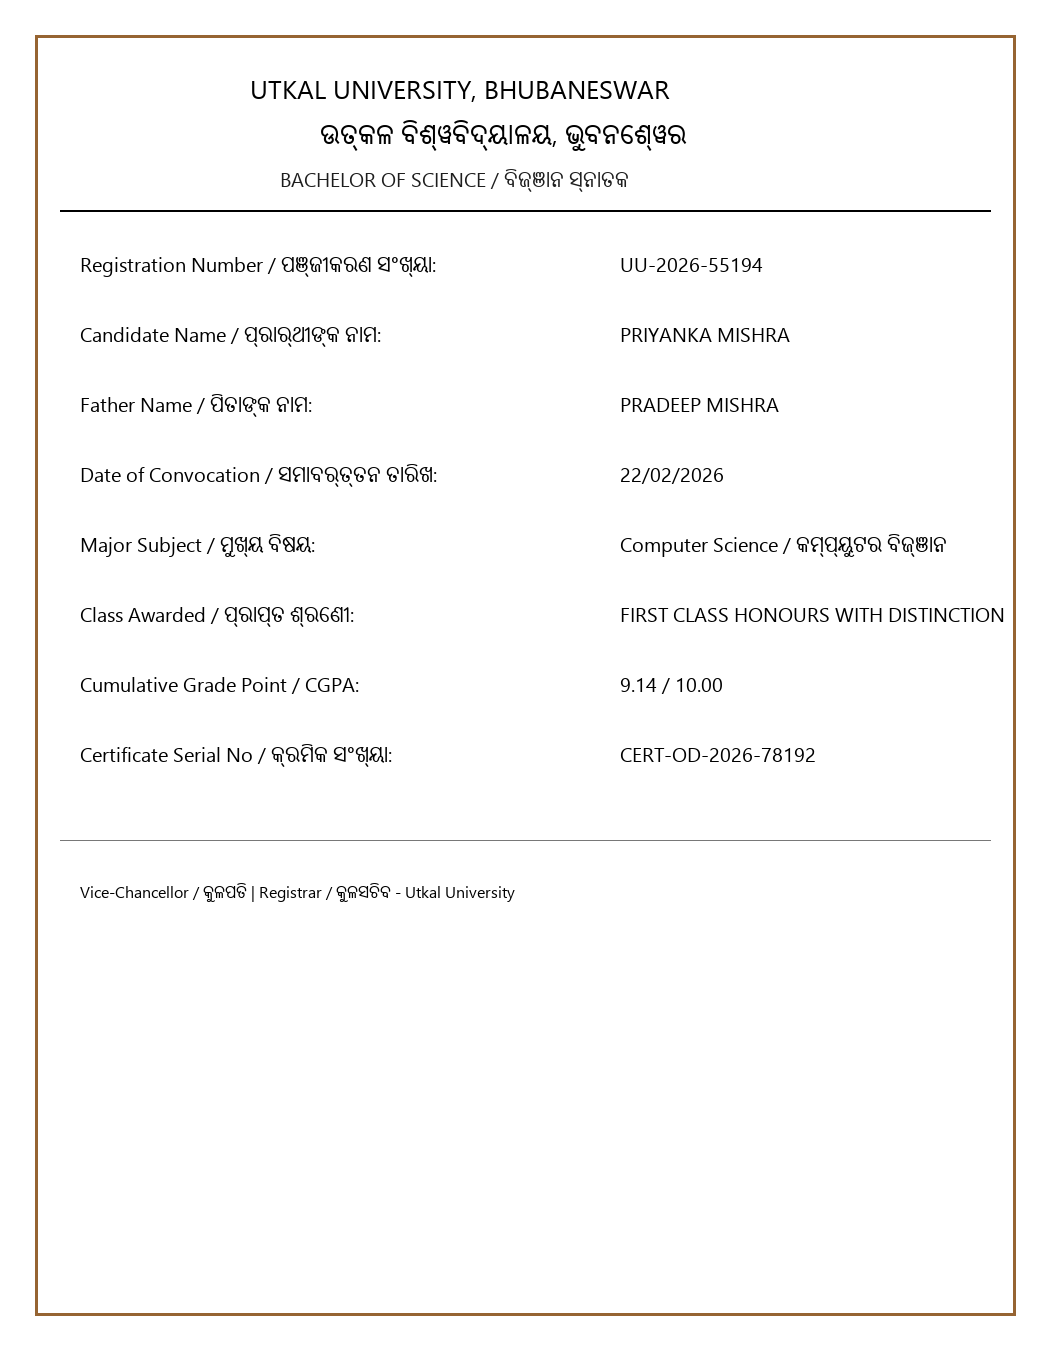 UTKAL UNIVERSITY, BHUBANESWAR
ଉତ୍କଳ ବିଶ୍ୱବିଦ୍ୟାଳୟ, ଭୁବନେଶ୍ୱର
BACHELOR OF SCIENCE / ବିଜ୍ଞାନ ସ୍ନାତକ
Registration Number / ପଞ୍ଜୀକରଣ ସଂଖ୍ୟା: UU-2026-55194
Candidate Name / ପ୍ରାର୍ଥୀଙ୍କ ନାମ: PRIYANKA MISHRA
Father Name / ପିତାଙ୍କ ନାମ: PRADEEP MISHRA
Date of Convocation / ସମାବର୍ତ୍ତନ ତାରିଖ: 22/02/2026
Major Subject / ମୁଖ୍ୟ ବିଷୟ: Computer Science / କମ୍ପ୍ୟୁଟର ବିଜ୍ଞାନ
Class Awarded / ପ୍ରାପ୍ତ ଶ୍ରେଣୀ: FIRST CLASS HONOURS WITH DISTINCTION
Cumulative Grade Point / CGPA: 9.14 / 10.00
Certificate Serial No / କ୍ରମିକ ସଂଖ୍ୟା: CERT-OD-2026-78192
Vice-Chancellor / କୁଳପତି | Registrar / କୁଳସଚିବ - Utkal University